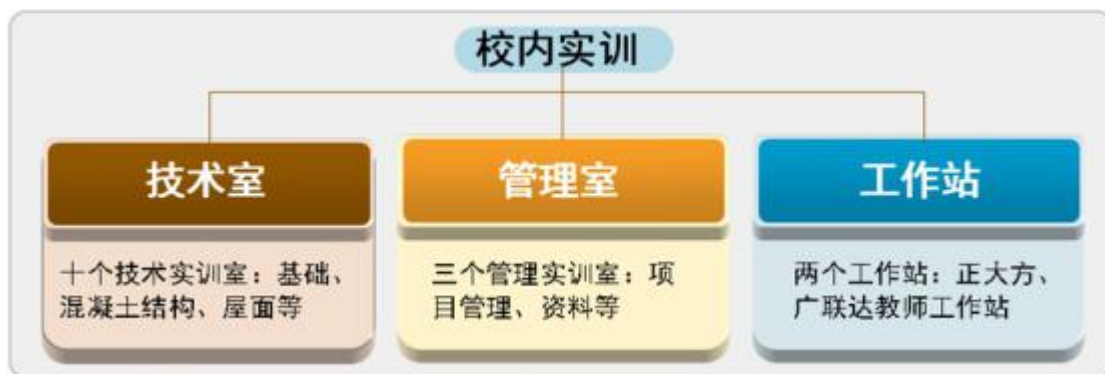 校内实训
技术室
管理室
工作站
十个技术实训室：基础、
混凝土结构、屋面等
三个管理实训室：项
目管理、资料等
两个工作站：正大方、
广联达教师工作站